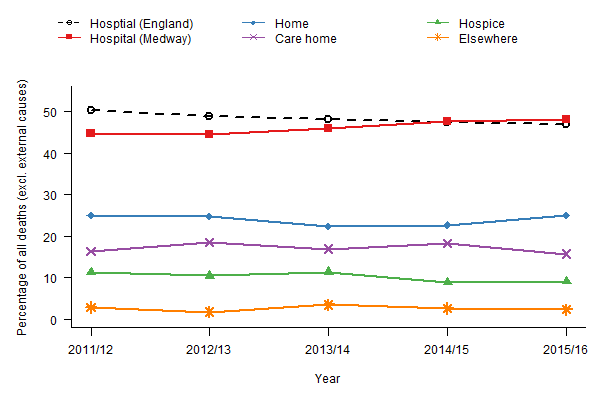 Hosptial (England) Home Hospice
Hospital (Medway) Care home Elsewhere
Percentage of all deaths (excl. external causes)
50
40
30
20
10
0
2011/12 2012/13 2013/14 2014/15 2015/16
Year